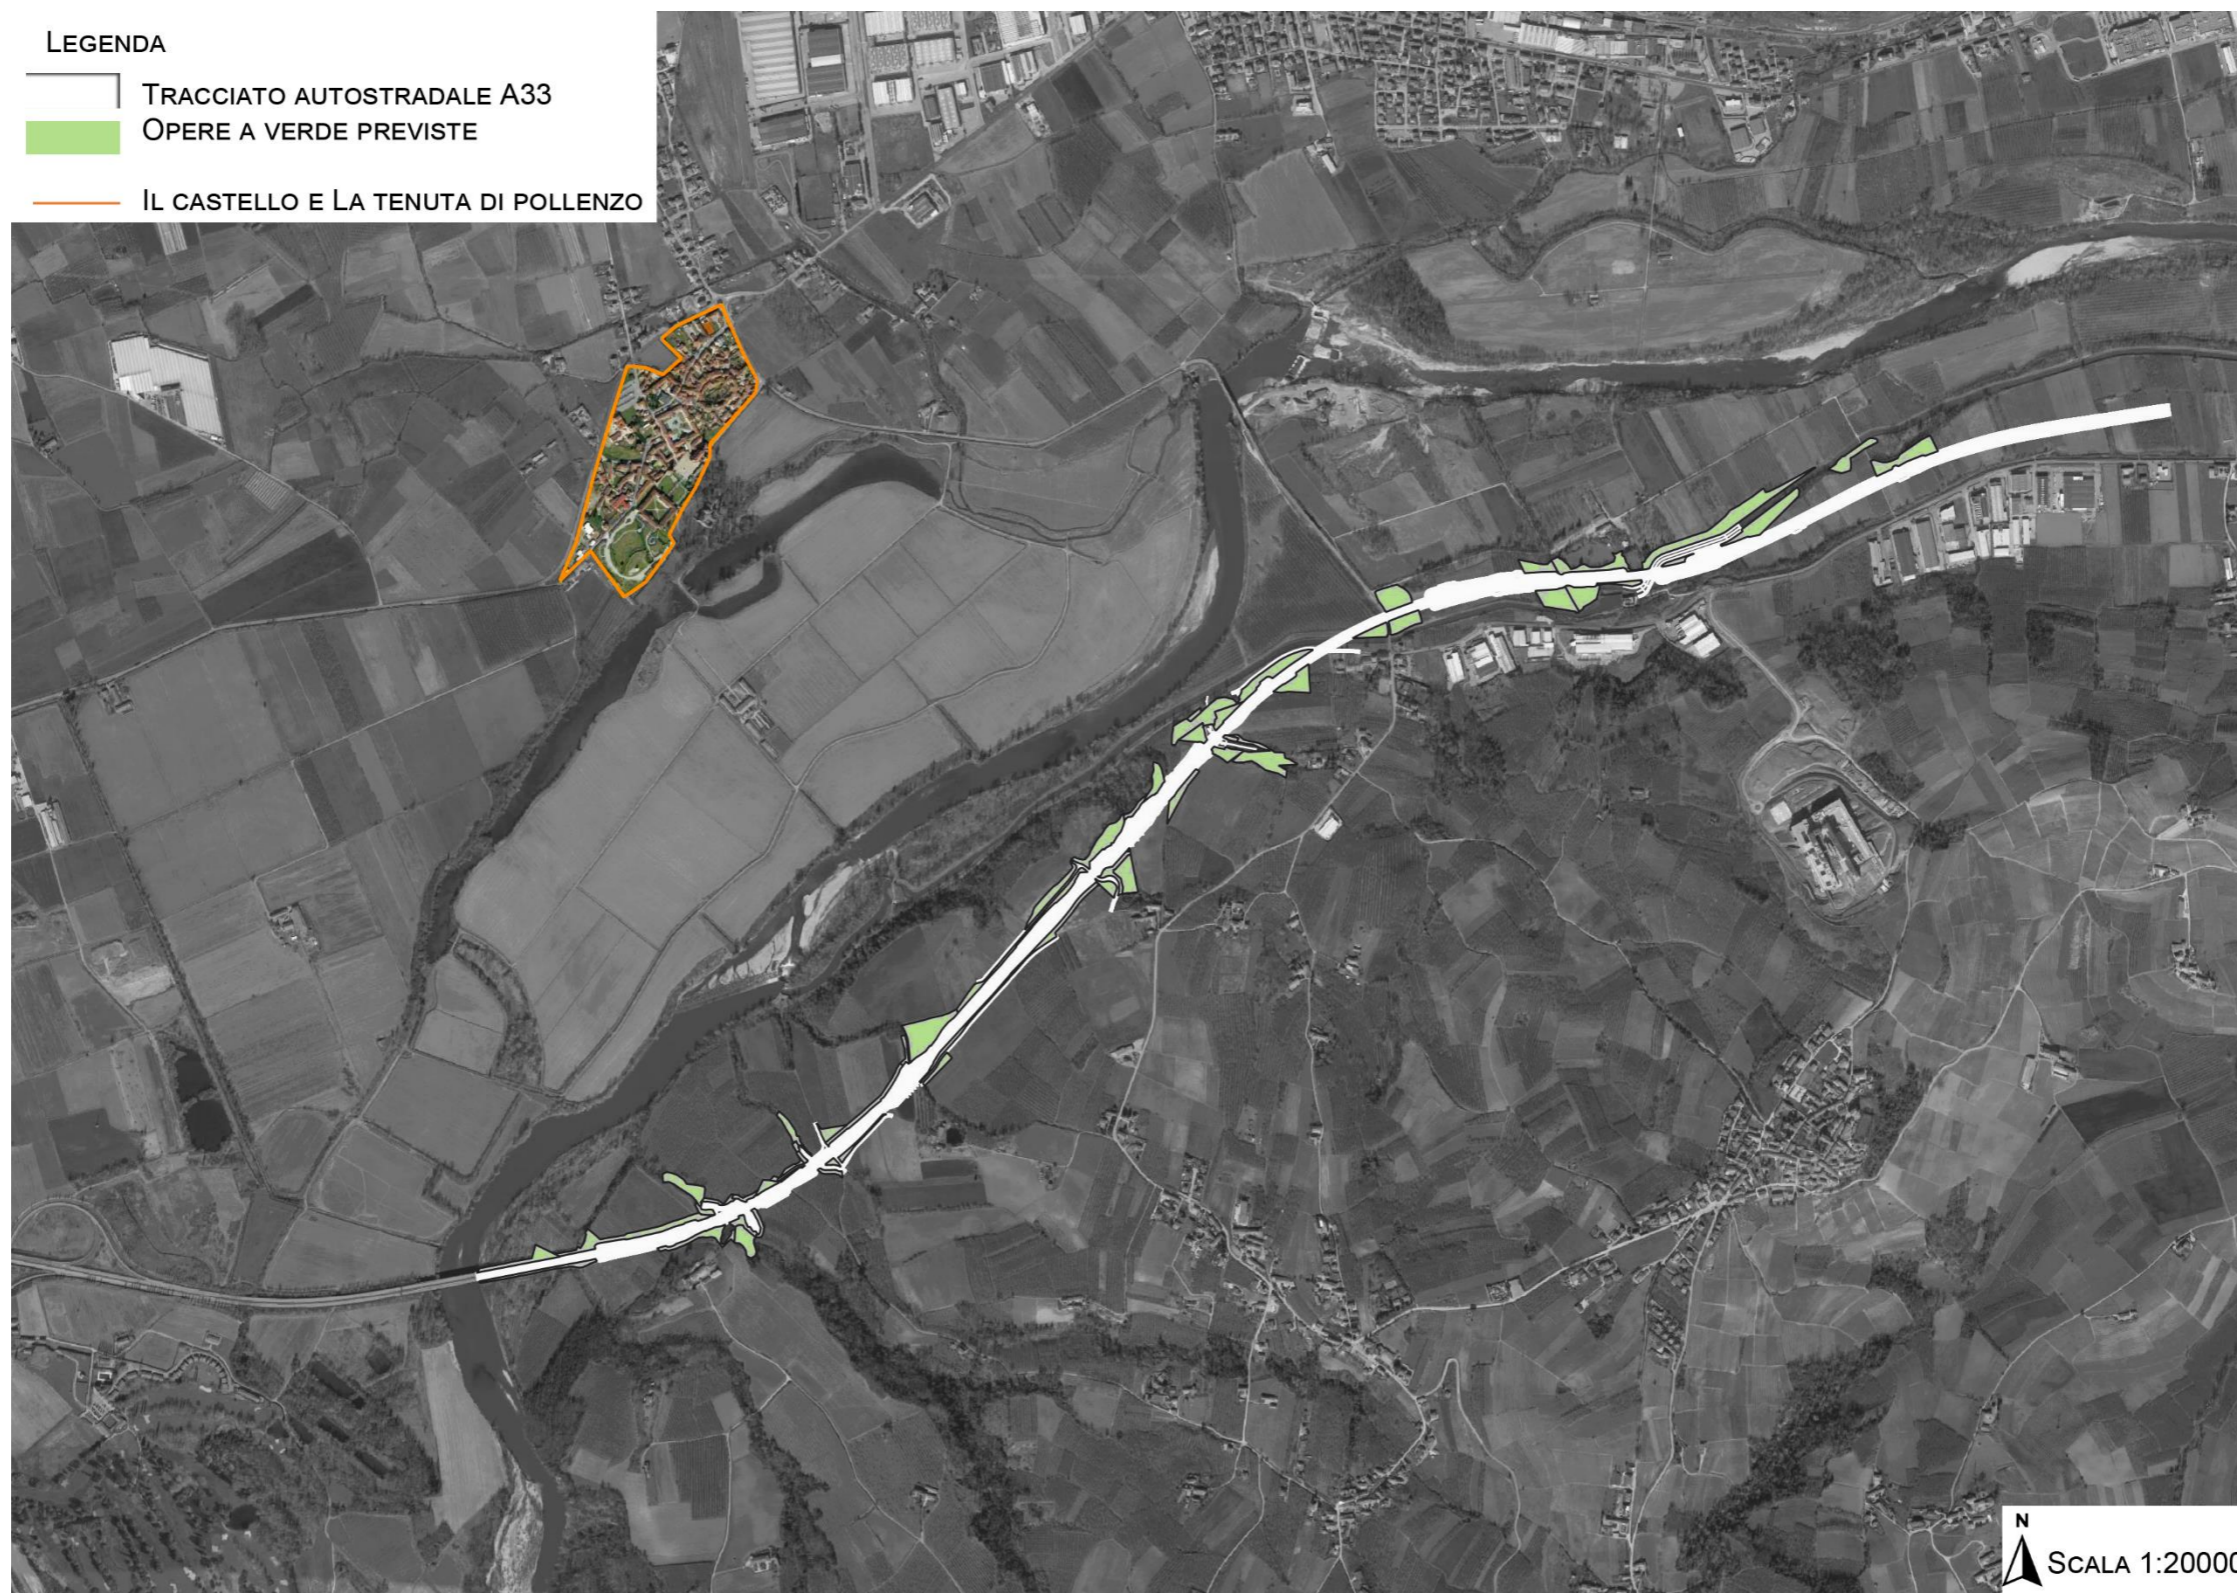 LEGENDA
TRACCIATO AUTOSTRADALE A33
OPERE A VERDE PREVISTE
IL CASTELLO E LA TENUTA DI POLLENZO
N
SCALA 1:20000